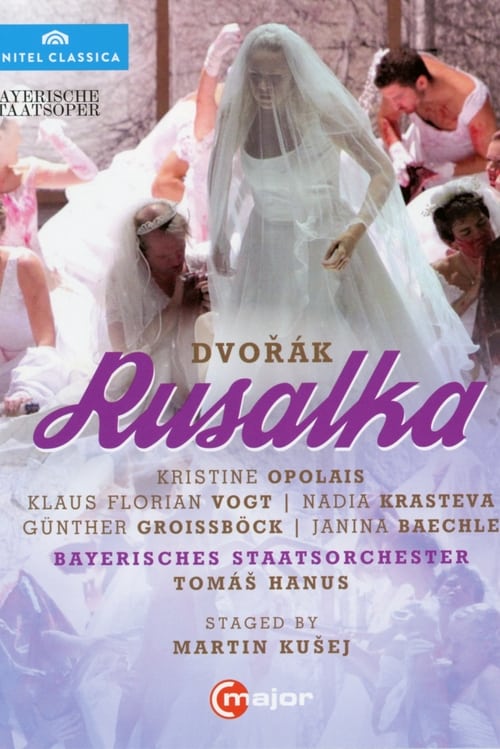 UNITEL CLASSICA
BAYERISCHE
STAATSOPER
DVOŘÁK
Rusalka
KRISTINE OPOLAIS
KLAUS FLORIAN VOGT | NADIA KRASTEVA
GÜNTHER GROISSBÖCK | JANINA BAECHLE
BAYERISCHES STAATSORCHESTER
TOMÁŠ HANUS
STAGED BY
MARTIN KUŠEJ
C major